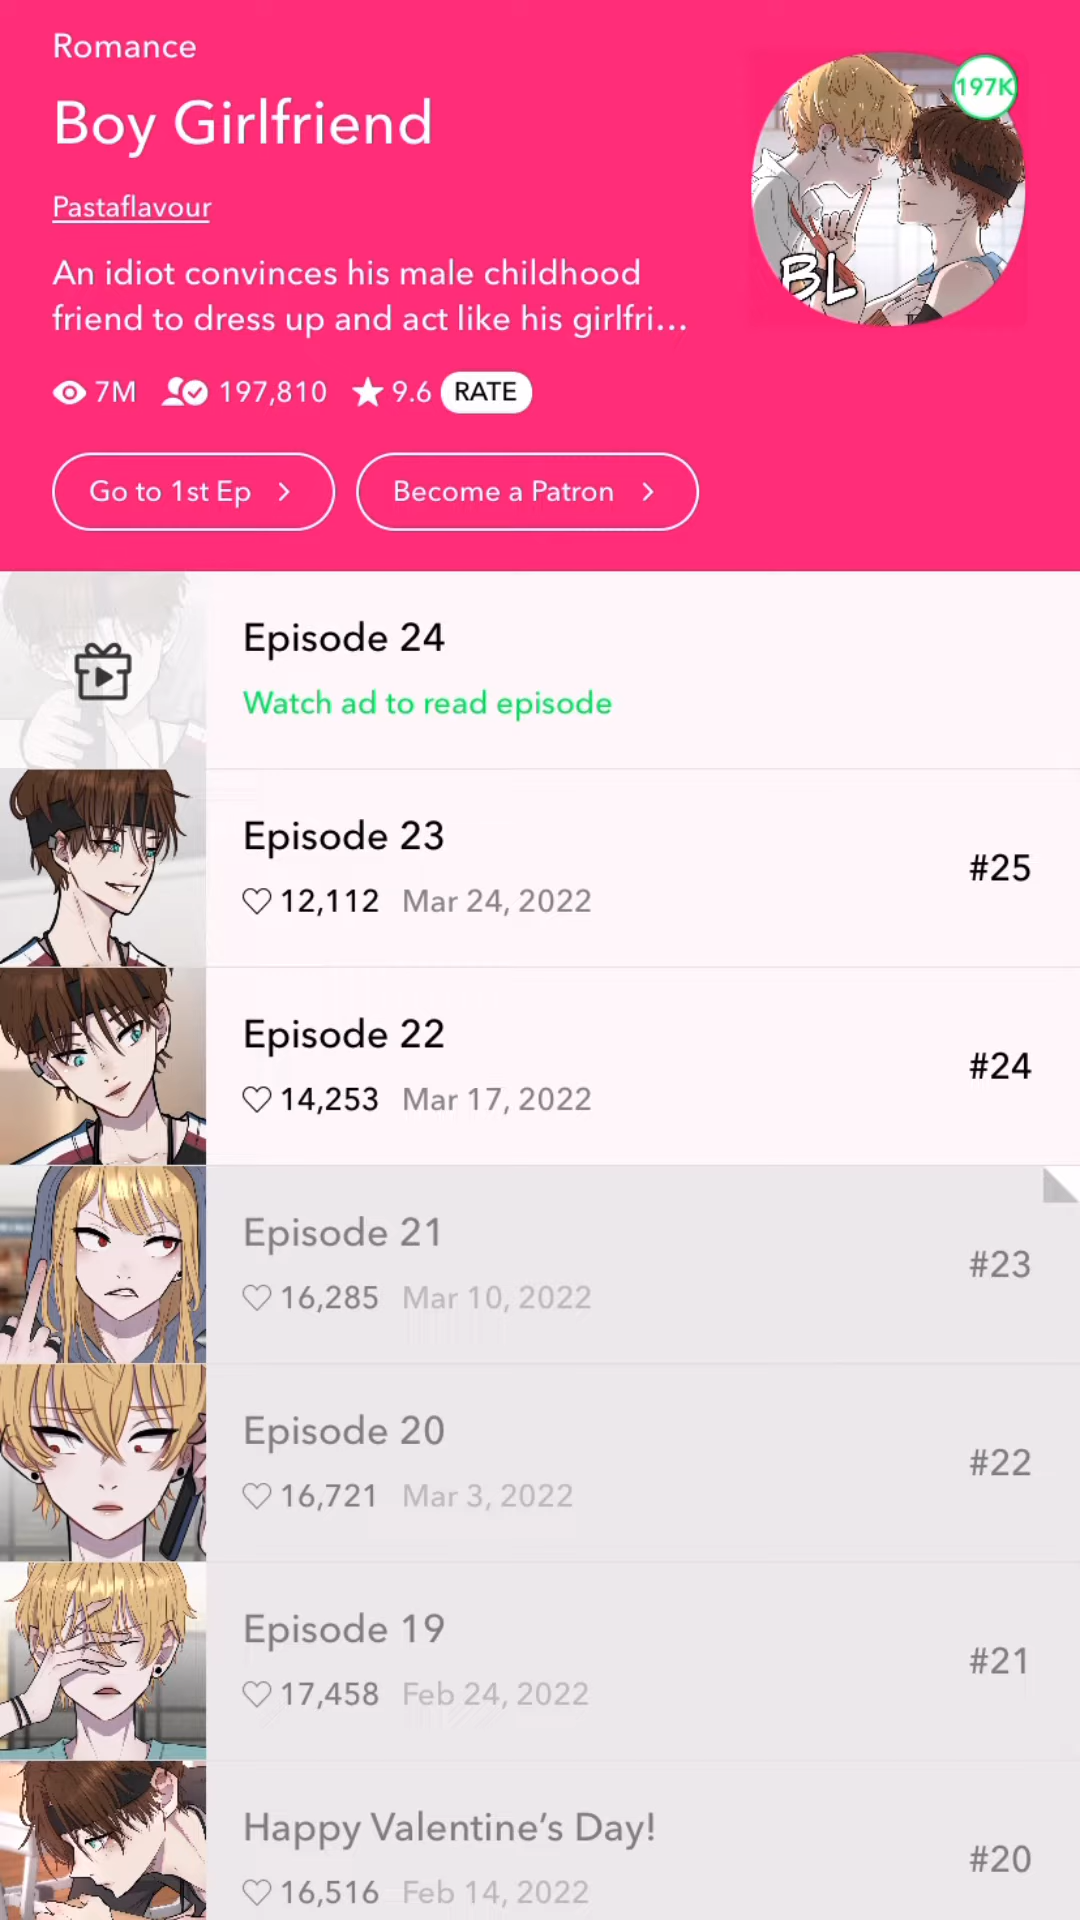 Romance
197K
Boy Girlfriend
Pastaflavour
An idiot convinces his male childhood
friend to dress up and act like his girlfri...
BL
7M 197,810 9.6 RATE
Go to 1st Ep > Become a Patron >
Episode 24
Watch ad to read episode
Episode 23
#25
12,112 Mar 24, 2022
Episode 22
#24
14,253 Mar 17, 2022
Episode 21
#23
16,285 Mar 10, 2022
Episode 20
#22
16,721 Mar 3, 2022
Episode 19
#21
17,458 Feb 24, 2022
Happy Valentine’s Day!
#20
16,516 Feb 14, 2022